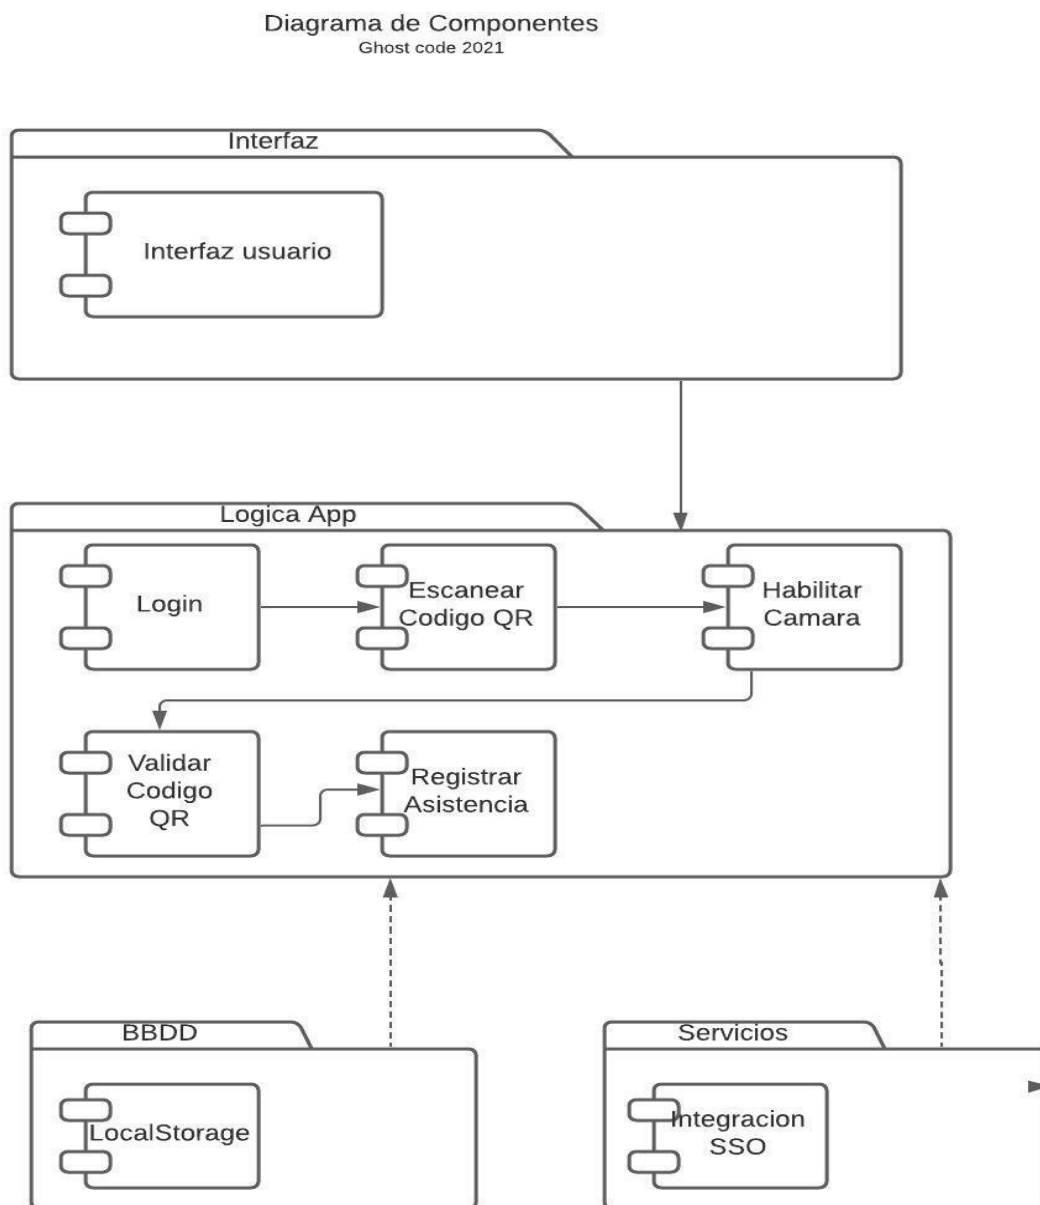 Diagrama de Componentes
Ghost code 2021
Interfaz
Interfaz usuario
Logica App
Login
Escanear
Codigo QR
Habilitar
Camara
Validar
Codigo
QR
Registrar
Asistencia
BBDD
LocalStorage
Servicios
Integracion
SSO